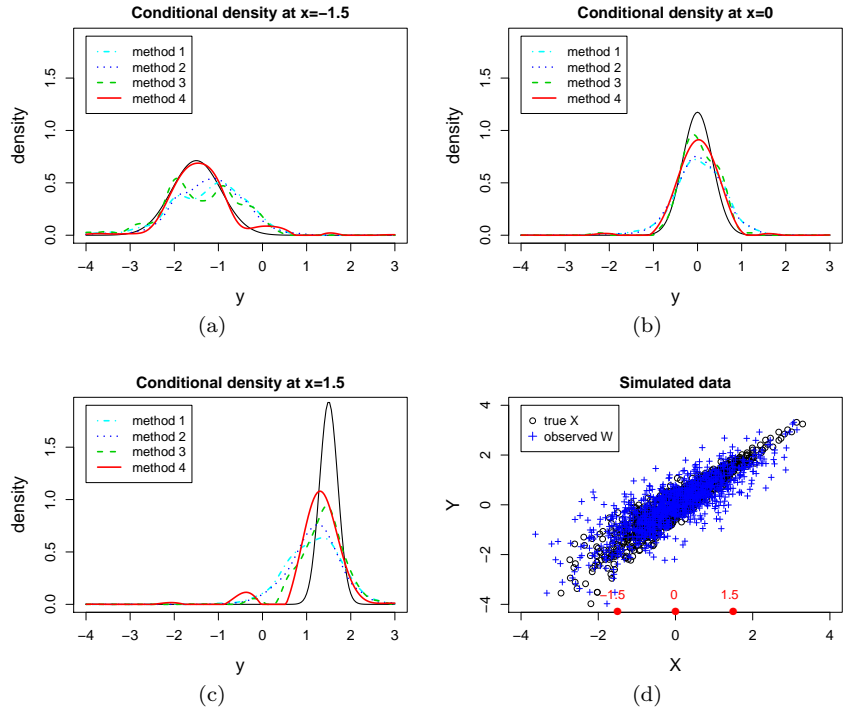 Conditional density at x=−1.5
density
0.0 0.5 1.0 1.5
method 1
method 2
method 3
method 4
−4 −3 −2 −1 0 1 2 3
y
(a)
Conditional density at x=0
density
0.0 0.5 1.0 1.5
method 1
method 2
method 3
method 4
−4 −3 −2 −1 0 1 2 3
y
(b)
Conditional density at x=1.5
density
0.0 0.5 1.0 1.5
method 1
method 2
method 3
method 4
−4 −3 −2 −1 0 1 2 3
y
(c)
Simulated data
Y
−4 −2 0 2 4
true X
observed W
−1.5 0 1.5
−4 −2 0 2 4
X
(d)